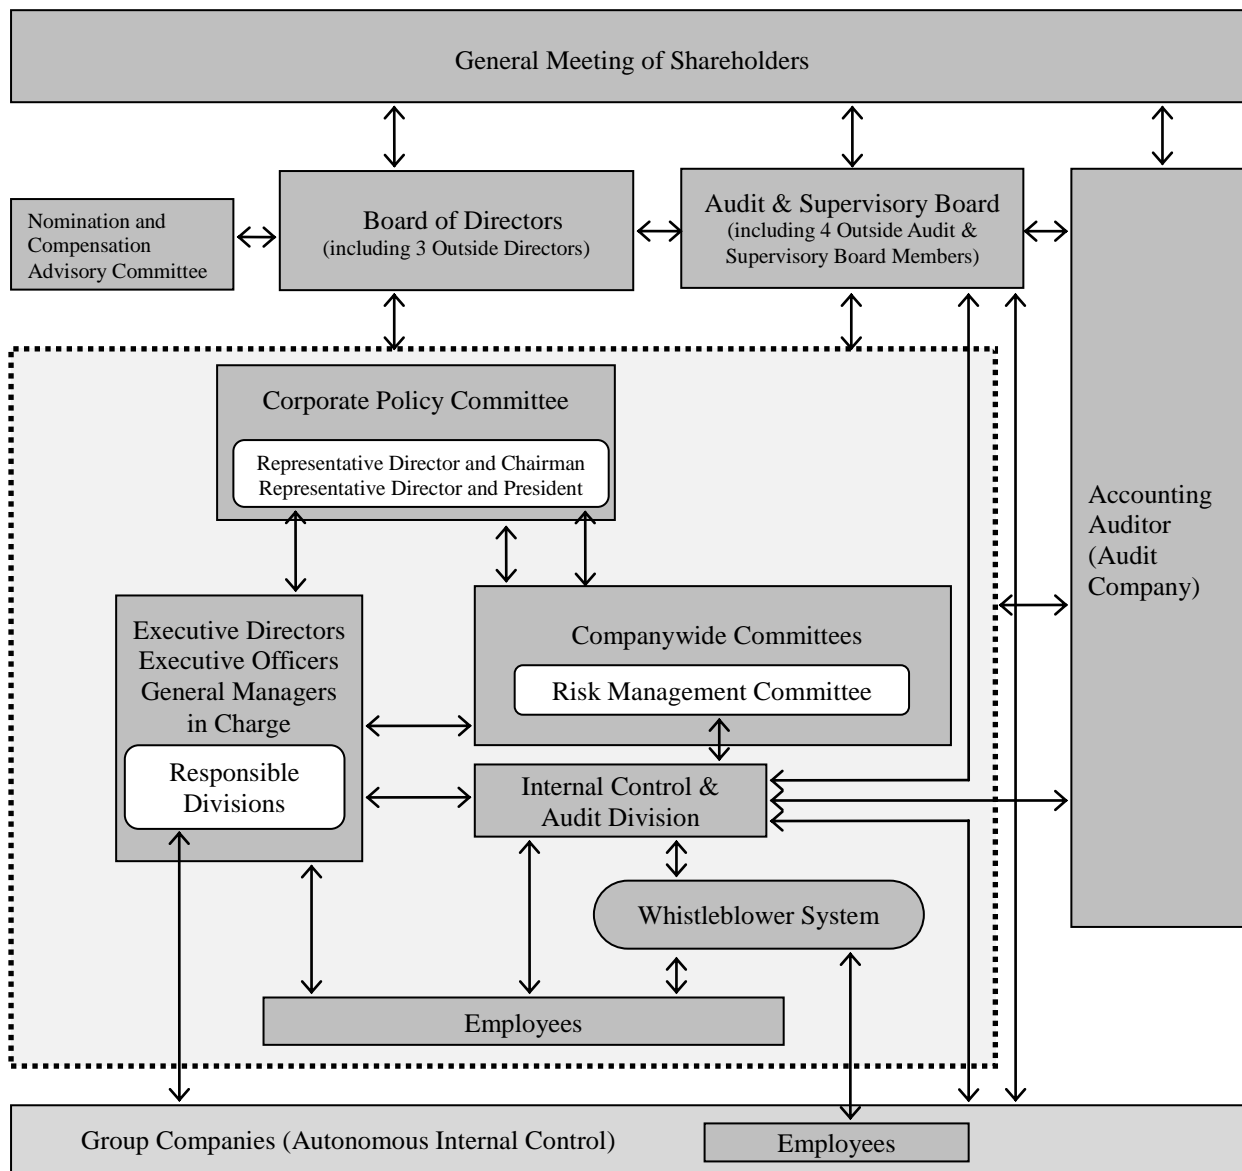 General Meeting of Shareholders
Nomination and
Compensation
Advisory Committee
Board of Directors
(including 3 Outside Directors)
Audit & Supervisory Board
(including 4 Outside Audit &
Supervisory Board Members)
Accounting
Auditor
(Audit
Company)
Corporate Policy Committee
Representative Director and Chairman
Representative Director and President
Executive Directors
Executive Officers
General Managers
in Charge
Responsible
Divisions
Companywide Committees
Risk Management Committee
Internal Control &
Audit Division
Whistleblower System
Employees
Group Companies (Autonomous Internal Control)
Employees